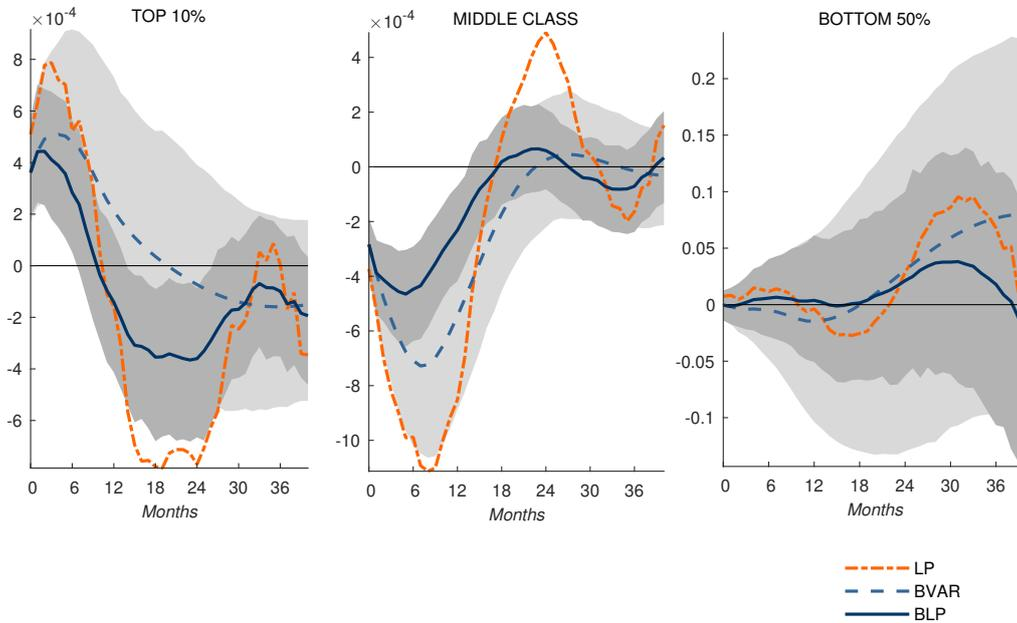 TOP 10%
×10⁻⁴
8
6
4
2
0
-2
-4
-6
0 6 12 18 24 30 36
Months
MIDDLE CLASS
×10⁻⁴
4
2
0
-2
-4
-6
-8
-10
0 6 12 18 24 30 36
Months
BOTTOM 50%
0.2
0.15
0.1
0.05
0
-0.05
-0.1
0 6 12 18 24 30 36
Months
LP
BVAR
BLP